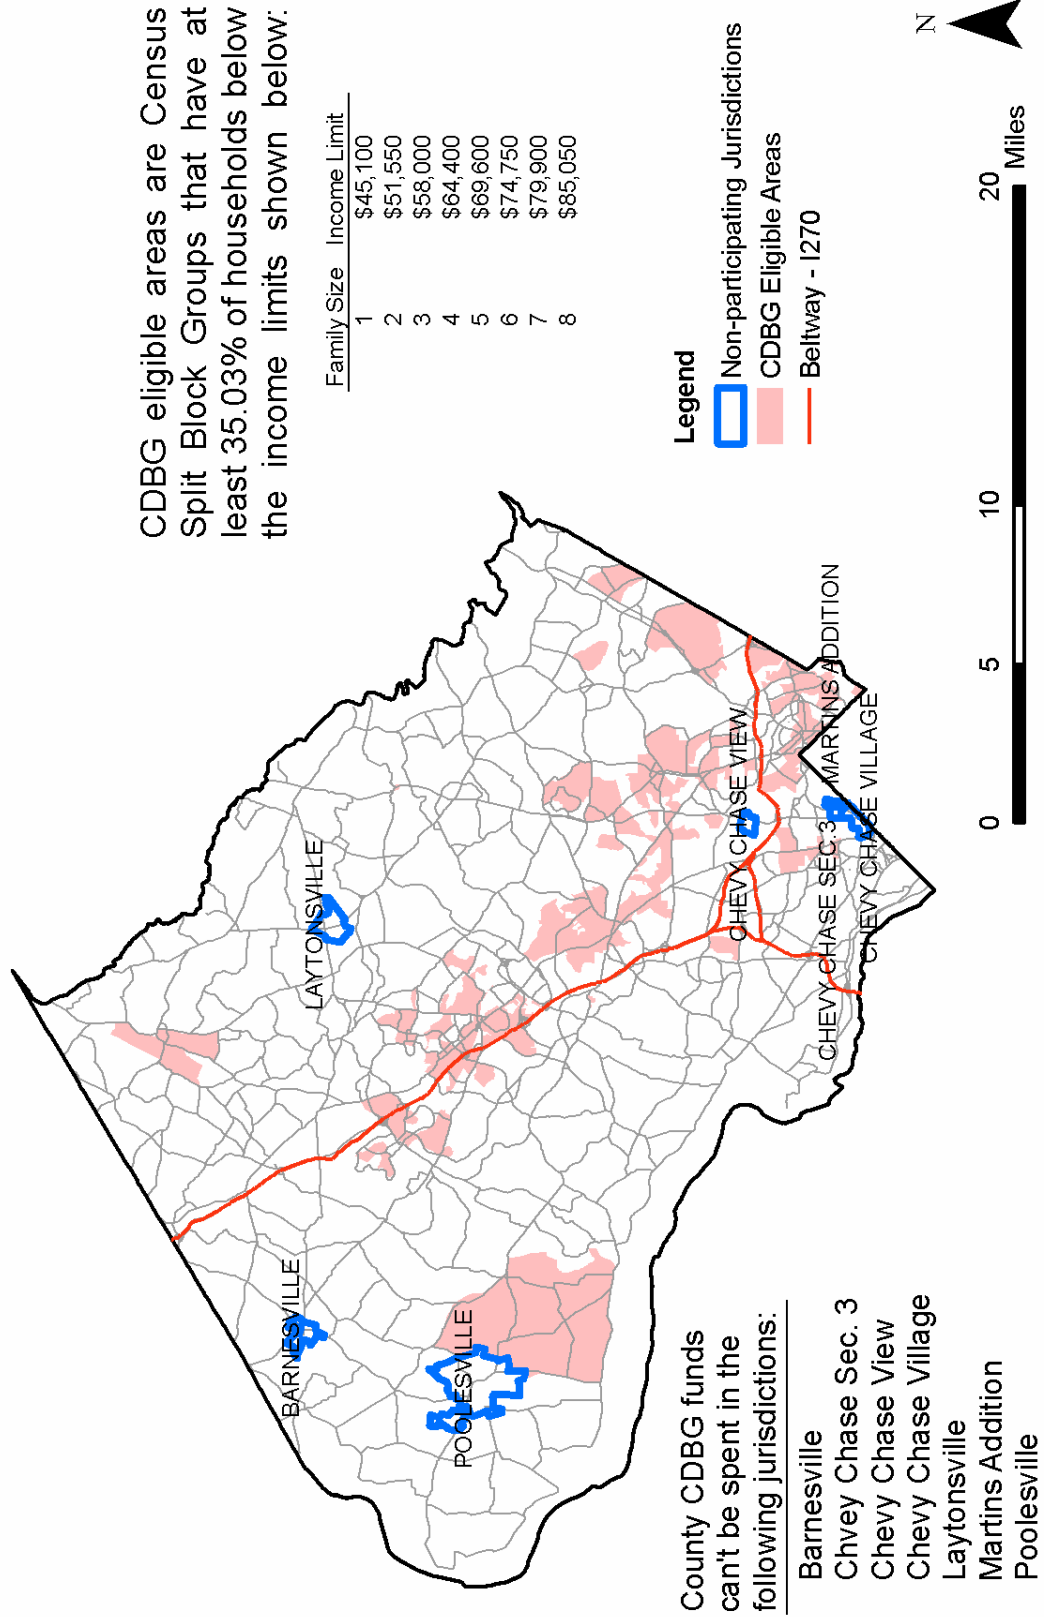 CDBG eligible areas are Census
Split Block Groups that have at
least 35.03% of households below
the income limits shown below:
Family Size Income Limit
1 $45,100
2 $51,550
3 $58,000
4 $64,400
5 $69,600
6 $74,750
7 $79,900
8 $85,050
BARNESVILLE
LAYTONSVILLE
POOLESVILLE
CHEVY CHASE VIEW
CHEVY CHASE SEC.3
MARTINS ADDITION
CHEVY CHASE VILLAGE
Legend
Non-participating Jurisdictions
CDBG Eligible Areas
Beltway - I270
County CDBG funds
can't be spent in the
following jurisdictions:
Barnesville
Chvey Chase Sec. 3
Chevy Chase View
Chevy Chase Village
Laytonsville
Martins Addition
Poolesville
0 5 10 20
Miles
N